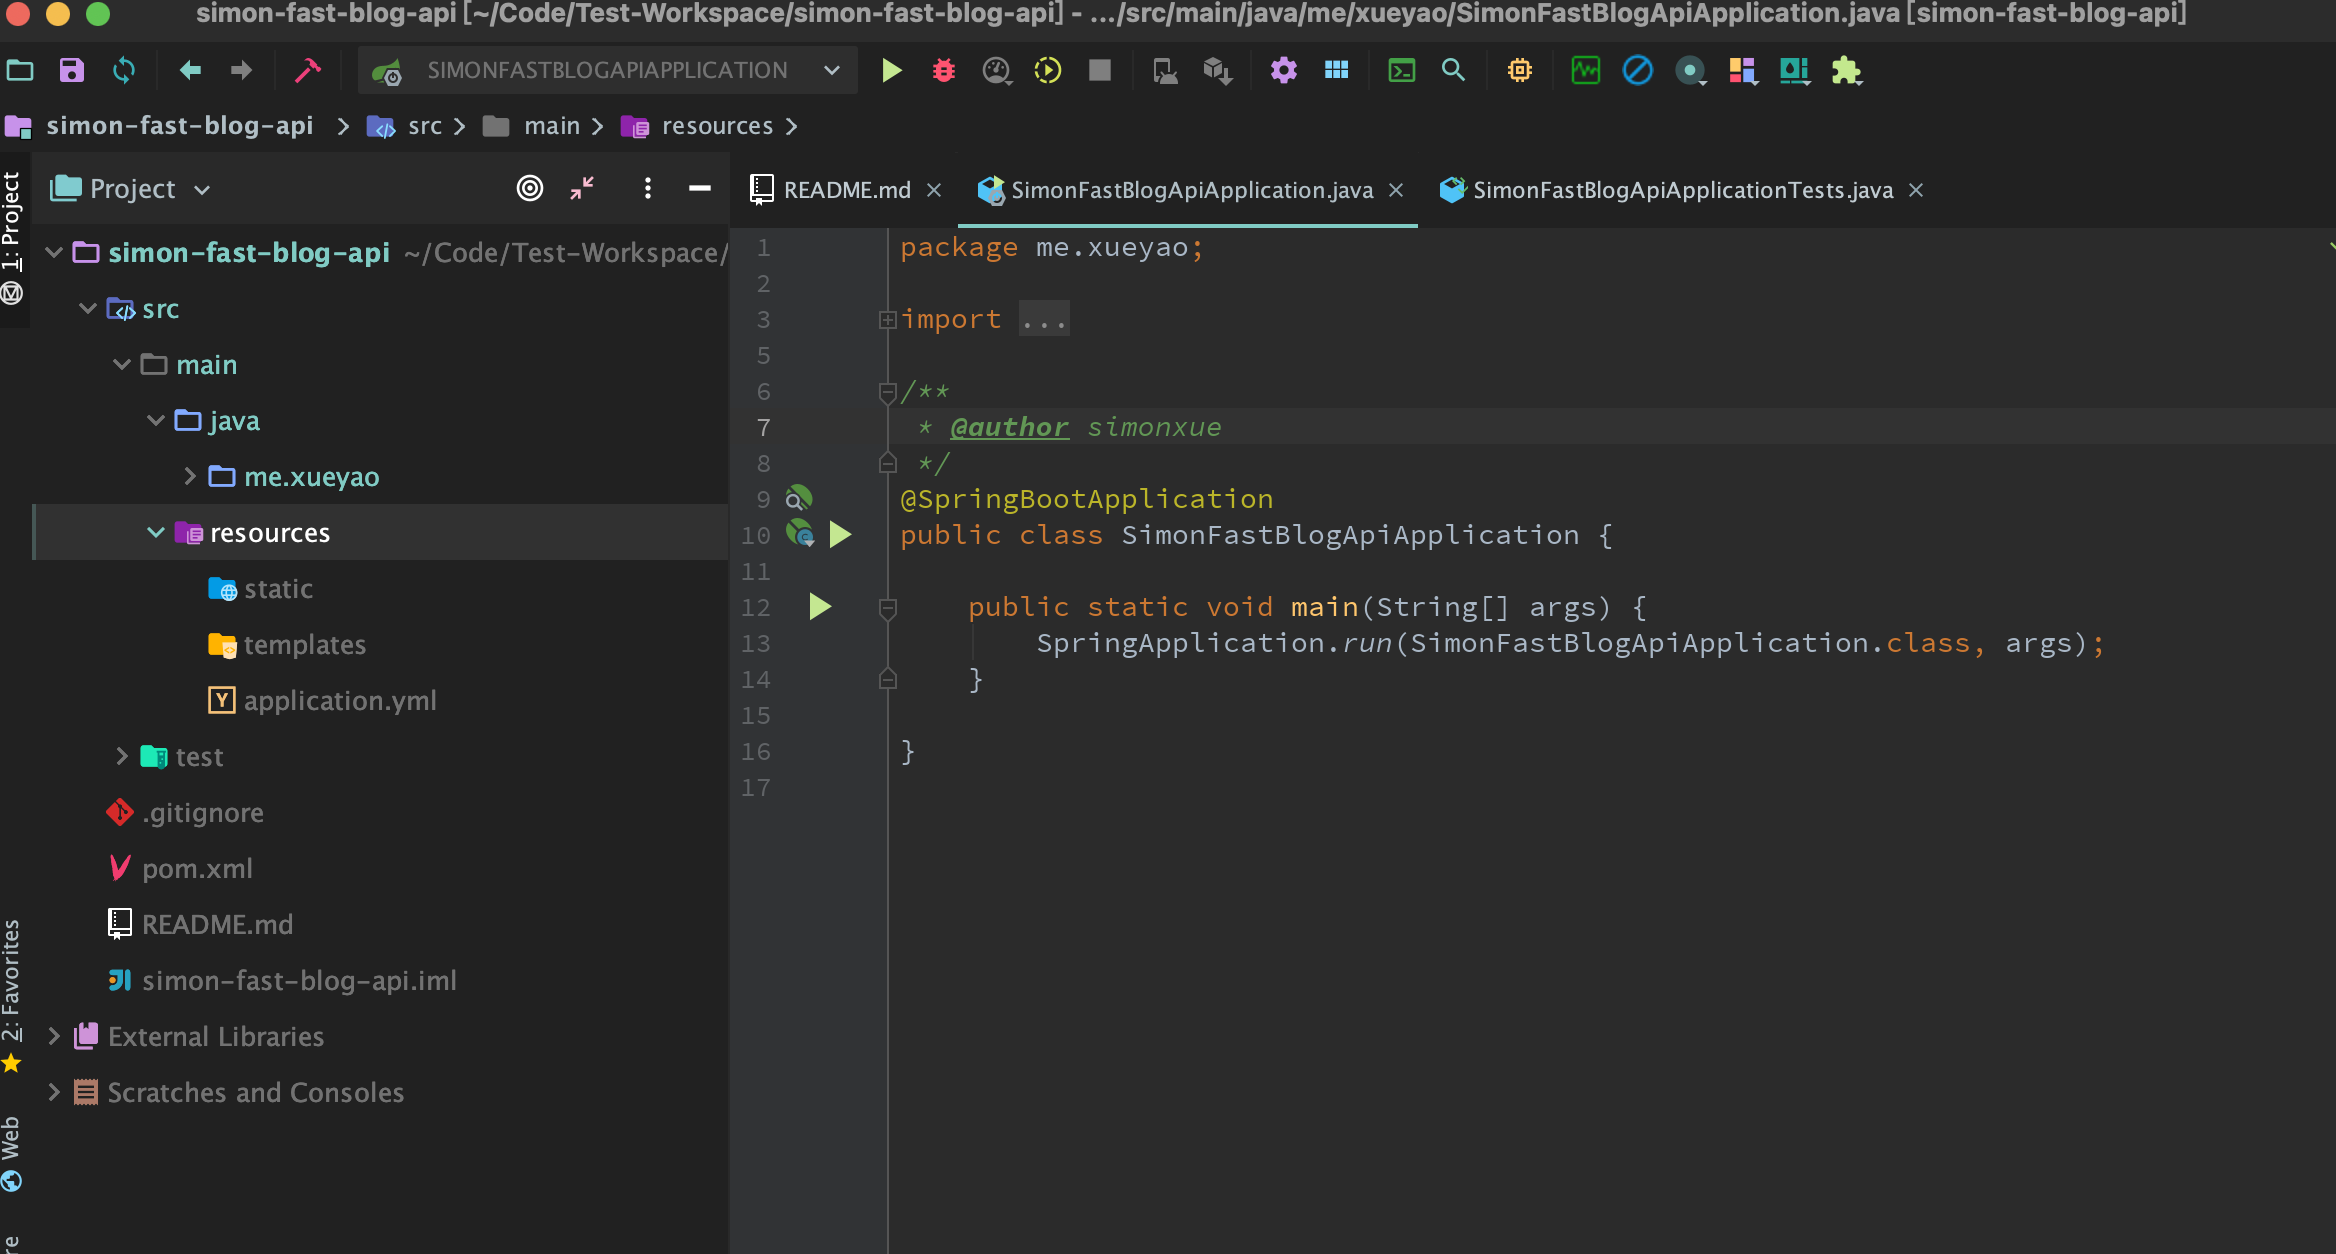 simon-fast-blog-api [~/Code/Test-Workspace/simon-fast-blog-api] - .../src/main/java/me/xueyao/SimonFastBlogApiApplication.java [simon-fast-blog-api]
SIMONFASTBLOGAPIAPPLICATION
simon-fast-blog-api src main resources
1: Project
Project
simon-fast-blog-api ~/Code/Test-Workspace/
src
main
java
me.xueyao
resources
static
templates
application.yml
test
.gitignore
pom.xml
README.md
simon-fast-blog-api.iml
External Libraries
Scratches and Consoles
2: Favorites
Web
README.md SimonFastBlogApiApplication.java SimonFastBlogApiApplicationTests.java
1 package me.xueyao;
2
3 import ...
5
6 /**
7 * @author simonxue
8 */
9 @SpringBootApplication
10 public class SimonFastBlogApiApplication {
11
12 public static void main(String[] args) {
13 SpringApplication.run(SimonFastBlogApiApplication.class, args);
14 }
15
16 }
17